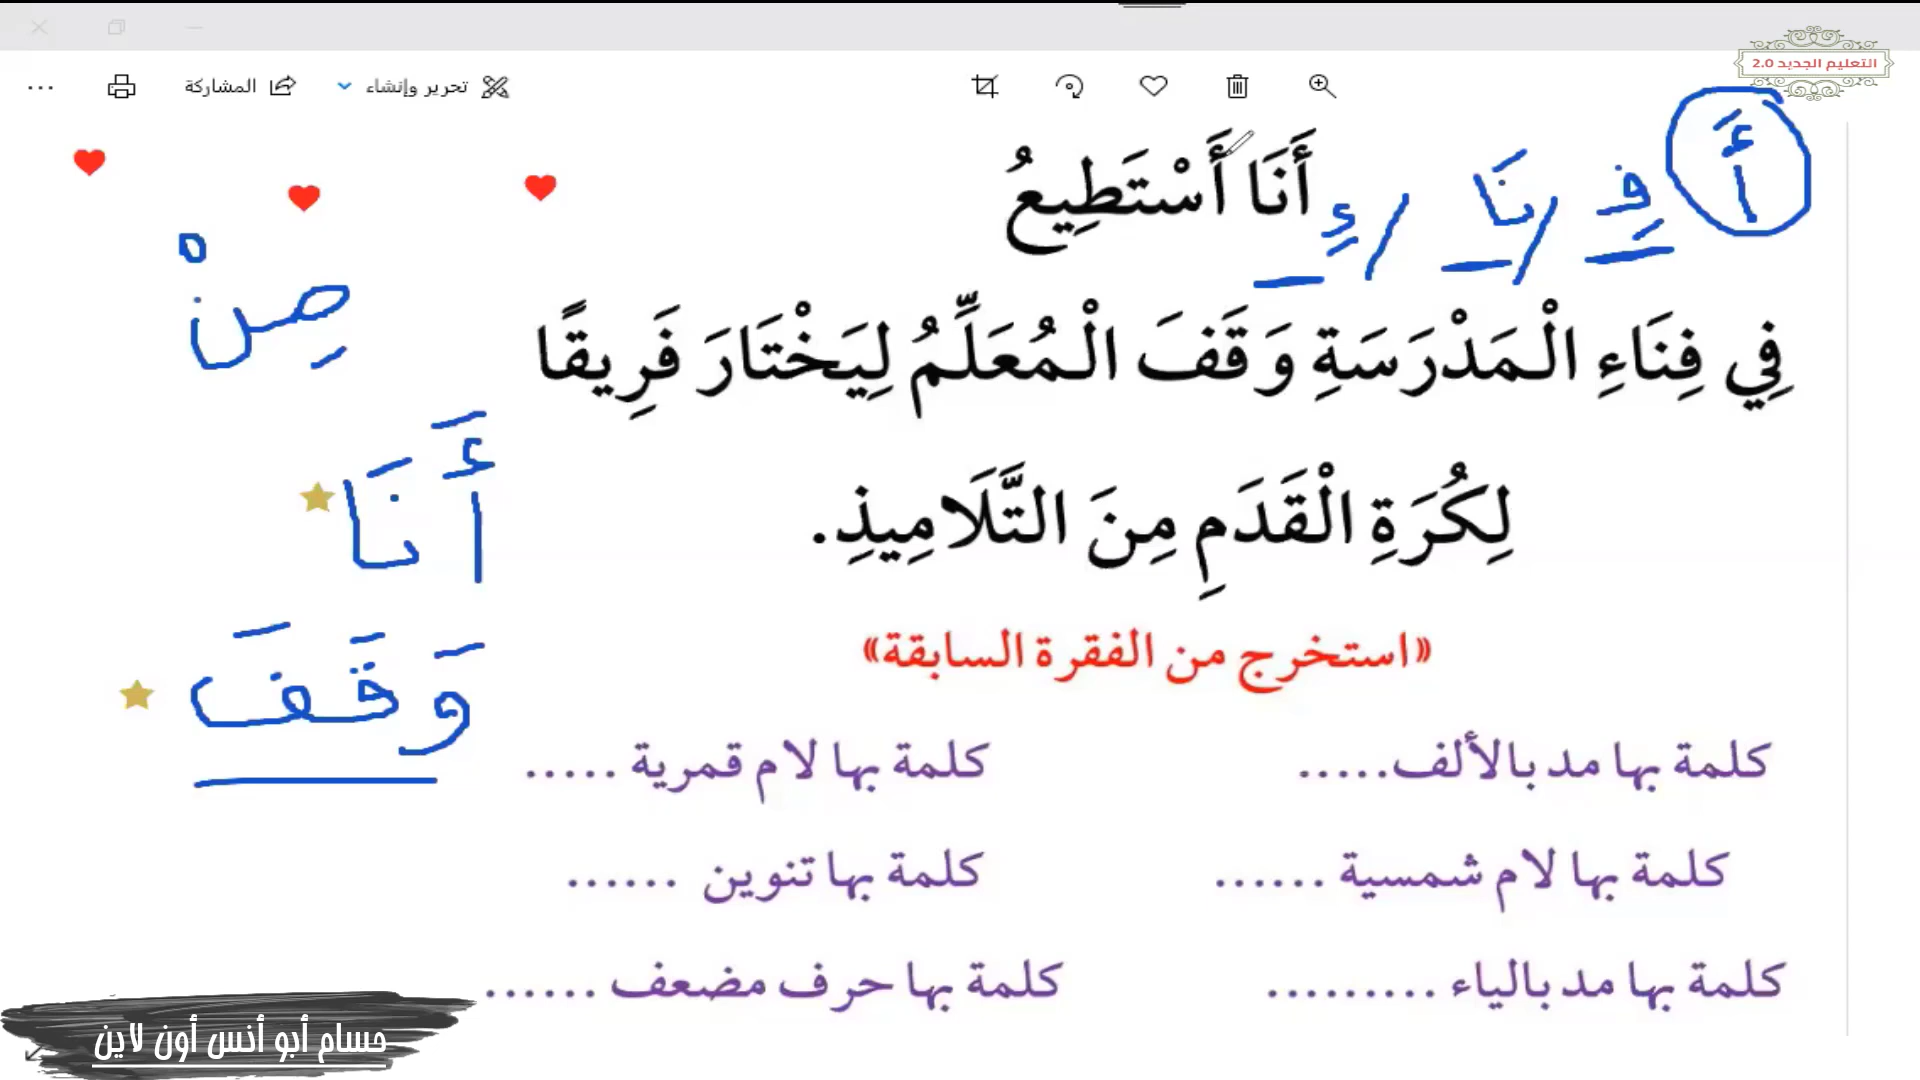 التعليم الجديد 2.0
تحرير وإنشاء
المشاركة
أَ
فِـ / نَا / ءِ
أَنَا أَسْتَطِيعُ
صِنْ
فِي فِنَاءِ الْمَدْرَسَةِ وَقَفَ الْمُعَلِّمُ لِيَخْتَارَ فَرِيقًا
أَنَا
لِكُرَةِ الْقَدَمِ مِنَ التَّلَامِيذِ.
«استخرج من الفقرة السابقة»
وَقَفَ
كلمة بها مد بالألف..... كلمة بها لام قمرية .....
كلمة بها لام شمسية ...... كلمة بها تنوين ......
كلمة بها مد بالياء ......... كلمة بها حرف مضعف ......
حسام أبو أنس أون لاين